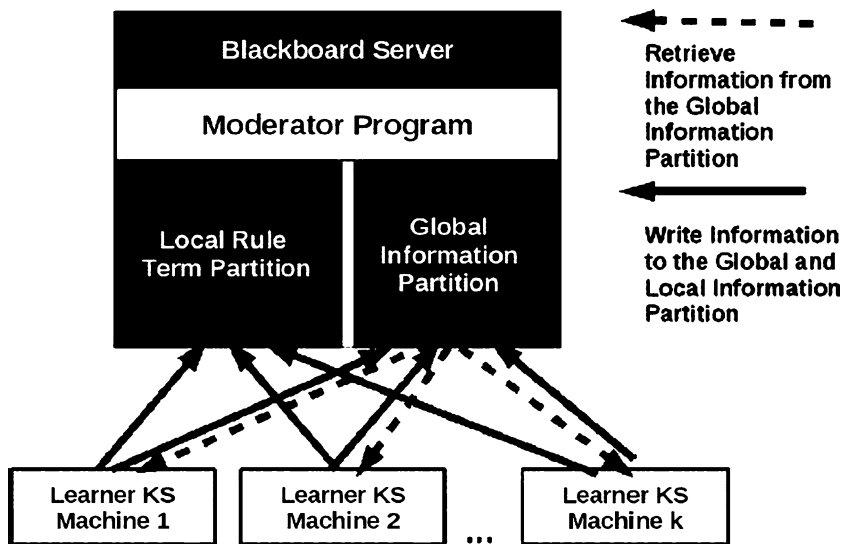 Blackboard Server
Moderator Program
Local Rule
Term Partition
Global
Information
Partition
Retrieve
Information from
the Global
Information
Partition
Write Information
to the Global and
Local Information
Partition
Learner KS
Machine 1
Learner KS
Machine 2
...
Learner KS
Machine k